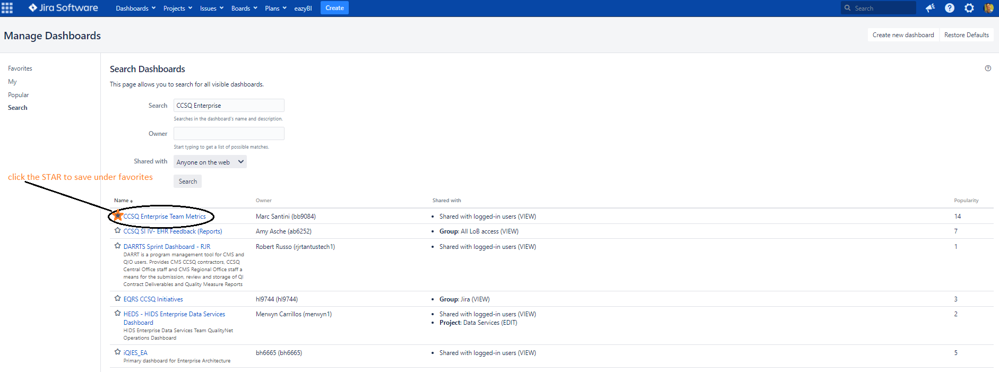 Jira Software Dashboards Projects Issues Boards Plans eazyBI Create Search
Manage Dashboards
Create new dashboard Restore Defaults
Favorites
My
Popular
Search
Search Dashboards
This page allows you to search for all visible dashboards.
Search CCSQ Enterprise
Searches in the dashboard's name and description.
Owner
Start typing to get a list of possible matches.
Shared with Anyone on the web
click the STAR to save under favorites
Search
Name Owner Shared with Popularity
CCSQ Enterprise Team Metrics Marc Santini (bb9084) • Shared with logged-in users (VIEW) 14
CCSQ SI IV- EHR Feedback (Reports) Amy Asche (ab6252) • Group: All LoB access (VIEW) 7
DARRTS Sprint Dashboard - RJR Robert Russo (rjrtantustech1) • Shared with logged-in users (VIEW) 1
DARRT is a program management tool for CMS and
QIO users. Provides CMS CCSQ contractors, CCSQ
Central Office staff and CMS Regional Office staff a
means for the submission, review and storage of QI
Contract Deliverables and Quality Measure Reports
EQRS CCSQ Initiatives hl9744 (hl9744) • Group: Jira (VIEW) 3
HEDS - HIDS Enterprise Data Services Merwyn Carrillos (merwyn1) • Shared with logged-in users (VIEW) 2
Dashboard • Project: Data Services (EDIT)
HIDS Enterprise Data Services Team QualityNet
Operations Dashboard
iQIES_EA bh6665 (bh6665) • Shared with logged-in users (VIEW) 5
Primary dashboard for Enterprise Architecture